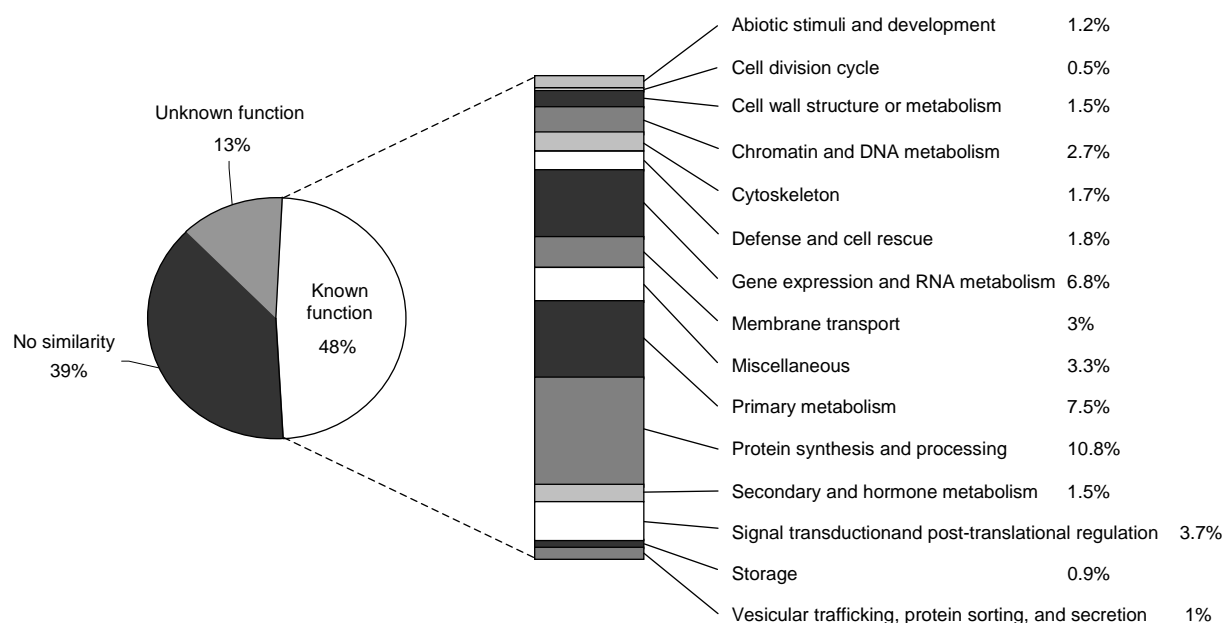 Unknown function
13%
Known
function
48%
No similarity
39%
Abiotic stimuli and development 1.2%
Cell division cycle 0.5%
Cell wall structure or metabolism 1.5%
Chromatin and DNA metabolism 2.7%
Cytoskeleton 1.7%
Defense and cell rescue 1.8%
Gene expression and RNA metabolism 6.8%
Membrane transport 3%
Miscellaneous 3.3%
Primary metabolism 7.5%
Protein synthesis and processing 10.8%
Secondary and hormone metabolism 1.5%
Signal transductionand post-translational regulation 3.7%
Storage 0.9%
Vesicular trafficking, protein sorting, and secretion 1%